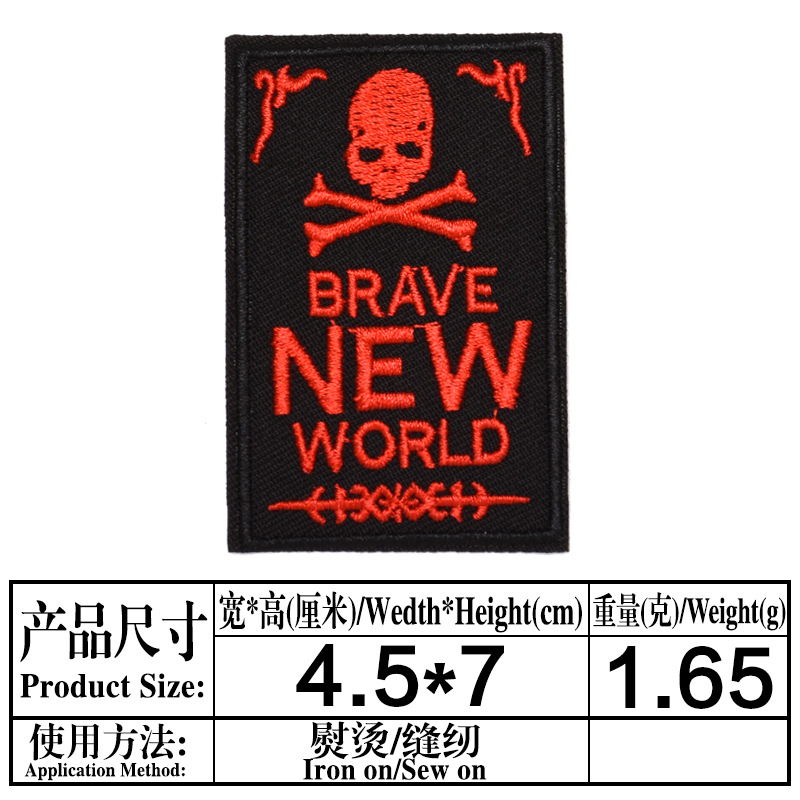 BRAVE
NEW
WORLD
产品尺寸
Product Size:
宽*高(厘米)/Wedth*Height(cm)
重量(克)/Weight(g)
4.5*7
1.65
使用方法:
Application Method:
熨烫/缝纫
Iron on/Sew on